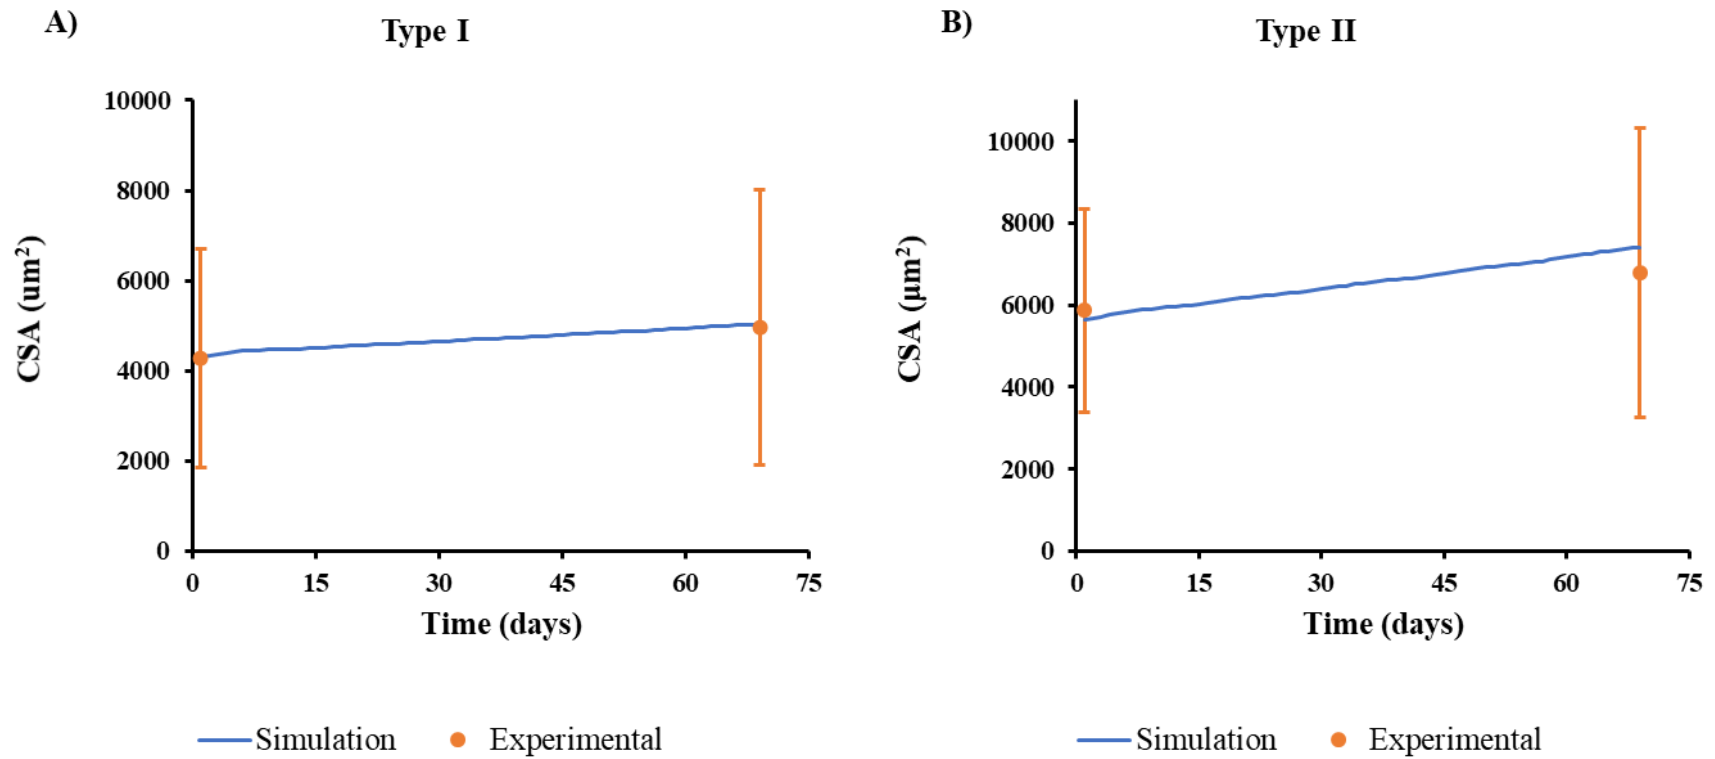 A)
Type I
10000
8000
6000
4000
2000
0
CSA (um²)
0 15 30 45 60 75
Time (days)
Simulation Experimental
B)
Type II
10000
8000
6000
4000
2000
0
CSA (µm²)
0 15 30 45 60 75
Time (days)
Simulation Experimental